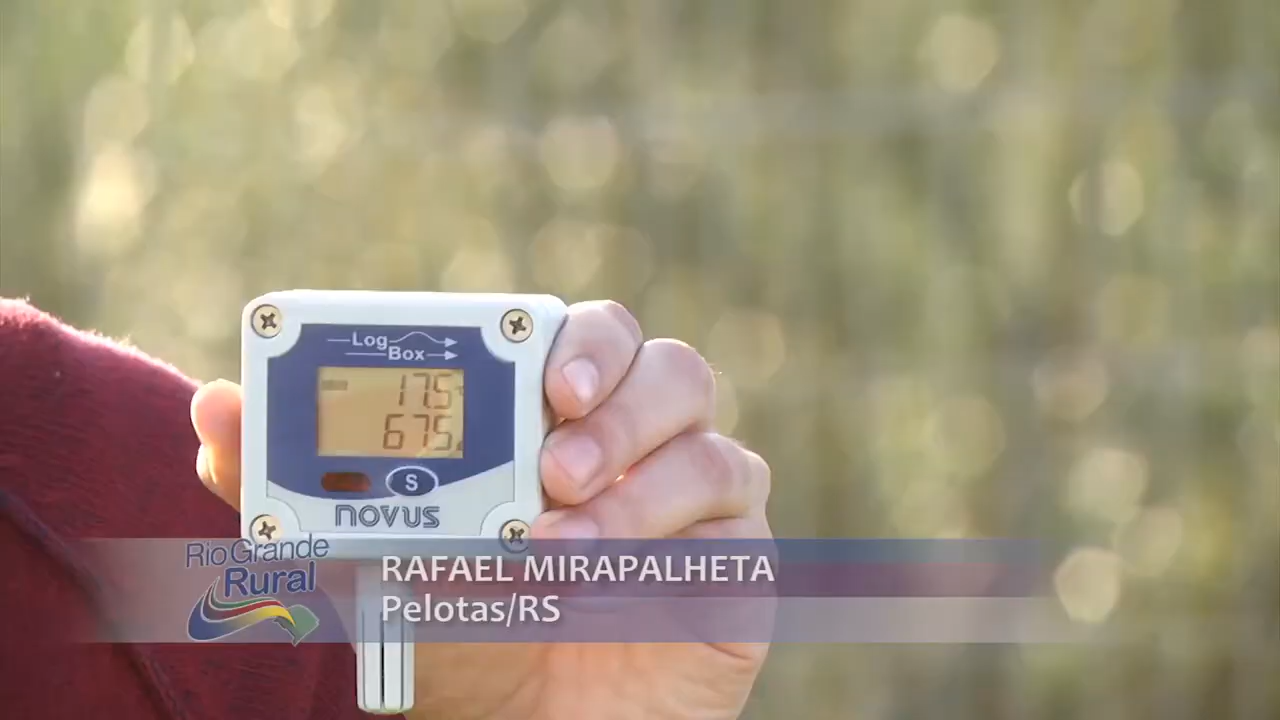 Log
Box
17.5
67.5
S
NOVUS
Rio Grande
Rural
RAFAEL MIRAPALHETA
Pelotas/RS